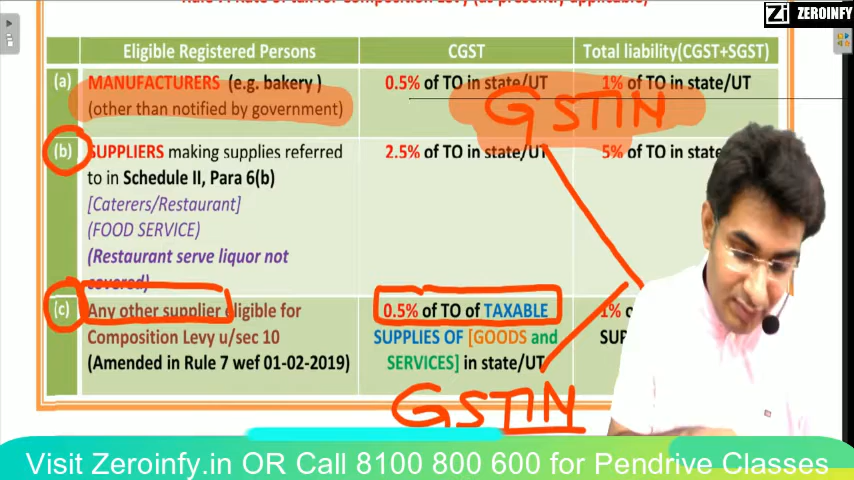 Zi ZEROINFY
Eligible Registered Persons CGST Total liability(CGST+SGST)
(a) MANUFACTURERS (e.g. bakery ) 0.5% of TO in state/UT 1% of TO in state/UT
(other than notified by government)
GSTIN
(b) SUPPLIERS making supplies referred 2.5% of TO in state/UT 5% of TO in state
to in Schedule II, Para 6(b)
[Caterers/Restaurant]
(FOOD SERVICE)
(Restaurant serve liquor not
covered)
(c) Any other supplier eligible for 0.5% of TO of TAXABLE 1% o
Composition Levy u/sec 10 SUPPLIES OF [GOODS and SUP
(Amended in Rule 7 wef 01-02-2019) SERVICES] in state/UT
GSTIN
Visit Zeroinfy.in OR Call 8100 800 600 for Pendrive Classes